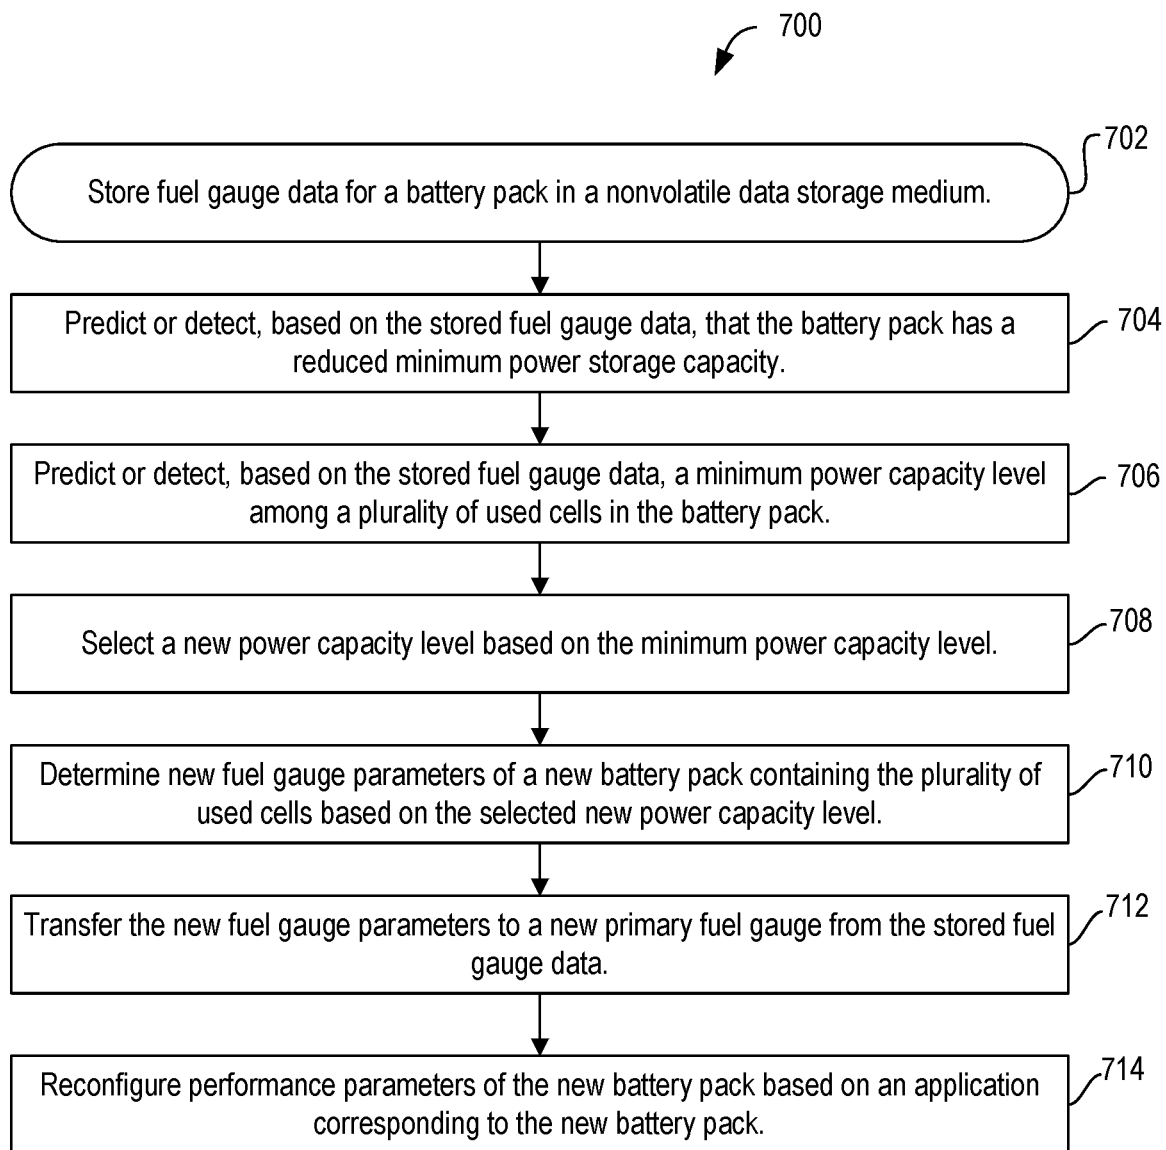 700
702
Store fuel gauge data for a battery pack in a nonvolatile data storage medium.
704
Predict or detect, based on the stored fuel gauge data, that the battery pack has a
reduced minimum power storage capacity.
706
Predict or detect, based on the stored fuel gauge data, a minimum power capacity level
among a plurality of used cells in the battery pack.
708
Select a new power capacity level based on the minimum power capacity level.
710
Determine new fuel gauge parameters of a new battery pack containing the plurality of
used cells based on the selected new power capacity level.
712
Transfer the new fuel gauge parameters to a new primary fuel gauge from the stored fuel
gauge data.
714
Reconfigure performance parameters of the new battery pack based on an application
corresponding to the new battery pack.